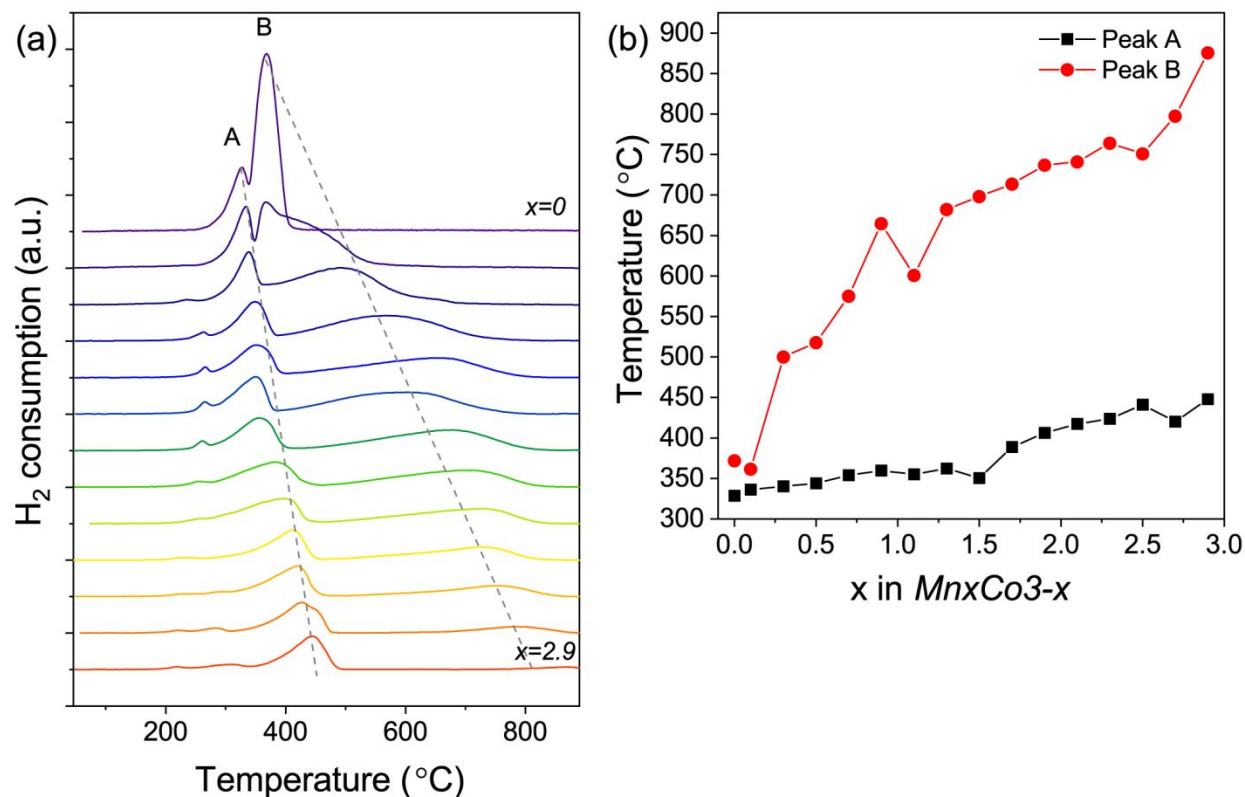 (a)
B
A
x=0
x=2.9
H₂ consumption (a.u.)
200 400 600 800
Temperature (°C)
(b)
Peak A
Peak B
900
850
800
750
700
650
600
550
500
450
400
350
300
Temperature (°C)
0.0 0.5 1.0 1.5 2.0 2.5 3.0
x in MnxCo3-x